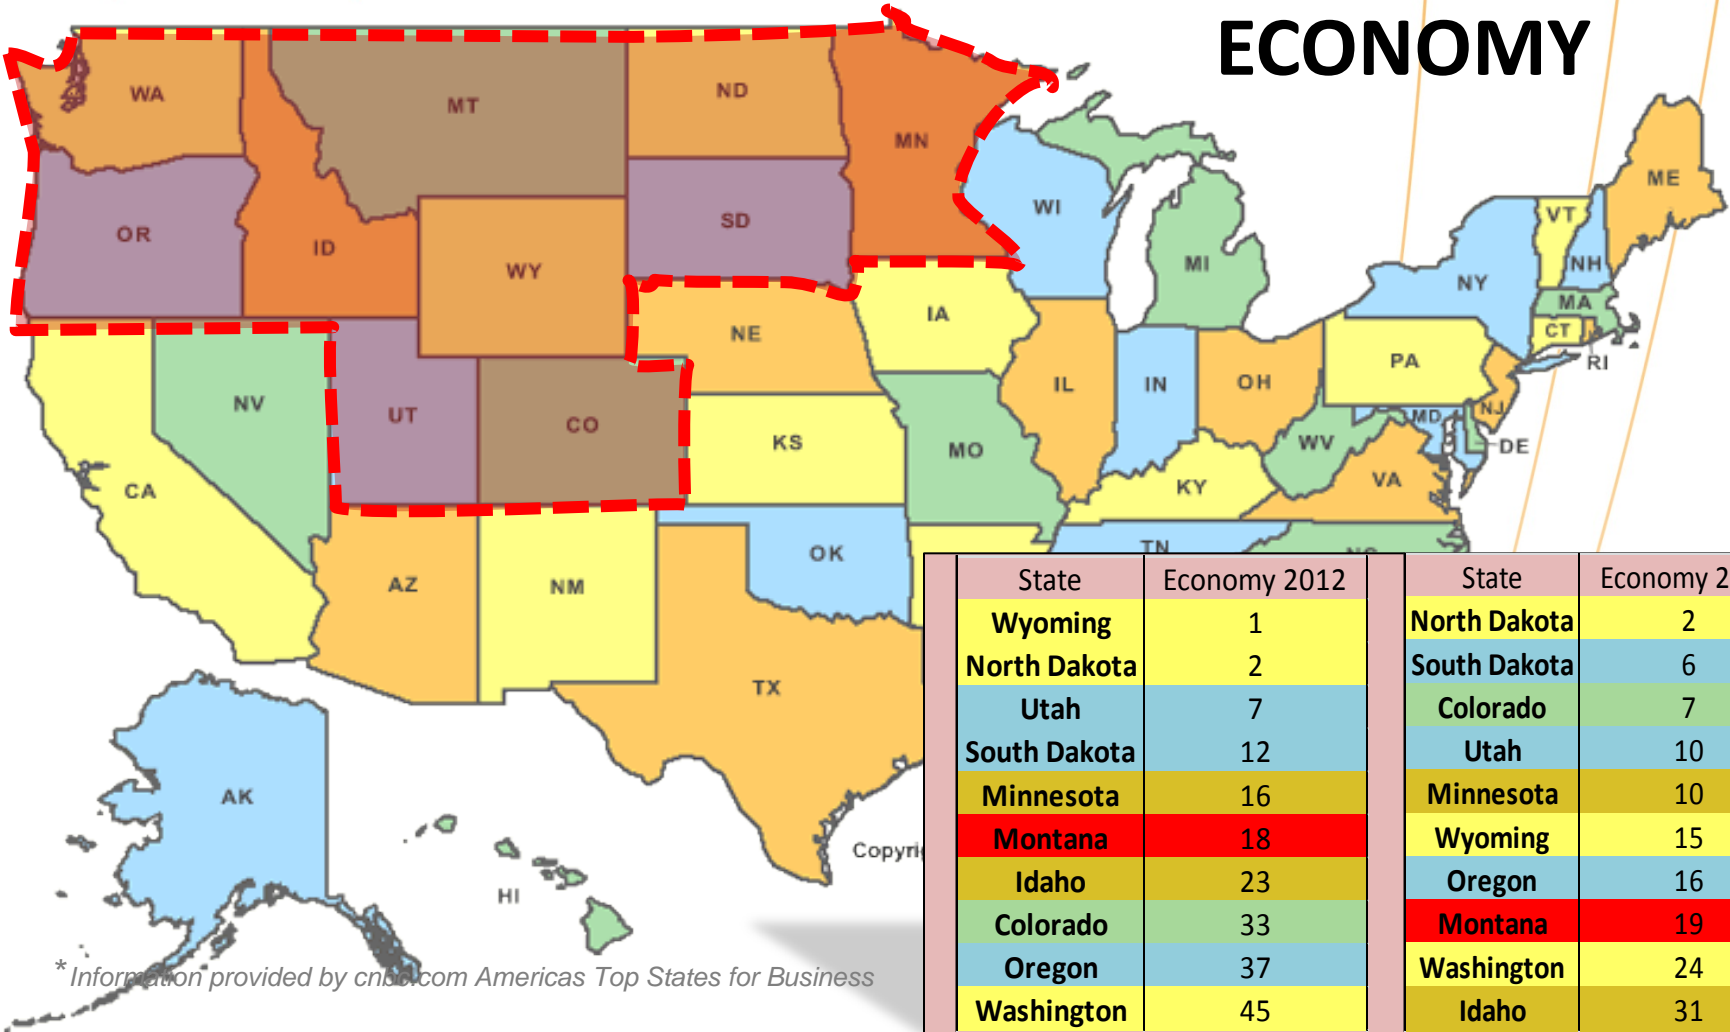 ECONOMY
WA
MT
ND
MN
OR
ID
WY
SD
WI
MI
ME
VT
NH
NY
MA
CT
RI
PA
NJ
IA
NE
IL
IN
OH
MD
DE
WV
VA
NV
UT
CO
KS
MO
KY
CA
AZ
NM
OK
TN
TX
AK
HI
State Economy 2012
Wyoming 1
North Dakota 2
Utah 7
South Dakota 12
Minnesota 16
Montana 18
Idaho 23
Colorado 33
Oregon 37
Washington 45
State Economy 2
North Dakota 2
South Dakota 6
Colorado 7
Utah 10
Minnesota 10
Wyoming 15
Oregon 16
Montana 19
Washington 24
Idaho 31
* Information provided by cnbc.com Americas Top States for Business